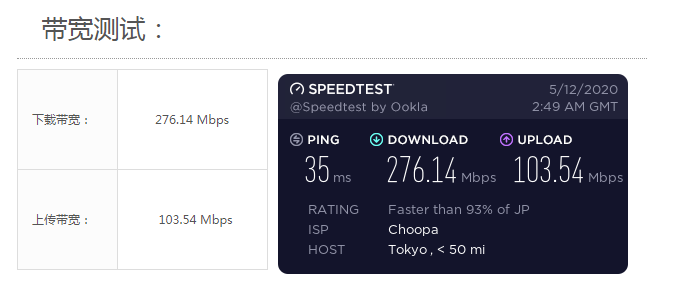 带宽测试：
下载带宽： 276.14 Mbps
上传带宽： 103.54 Mbps
SPEEDTEST 5/12/2020
@Speedtest by Ookla 2:49 AM GMT
PING DOWNLOAD UPLOAD
35 ms 276.14 Mbps 103.54 Mbps
RATING Faster than 93% of JP
ISP Choopa
HOST Tokyo , < 50 mi